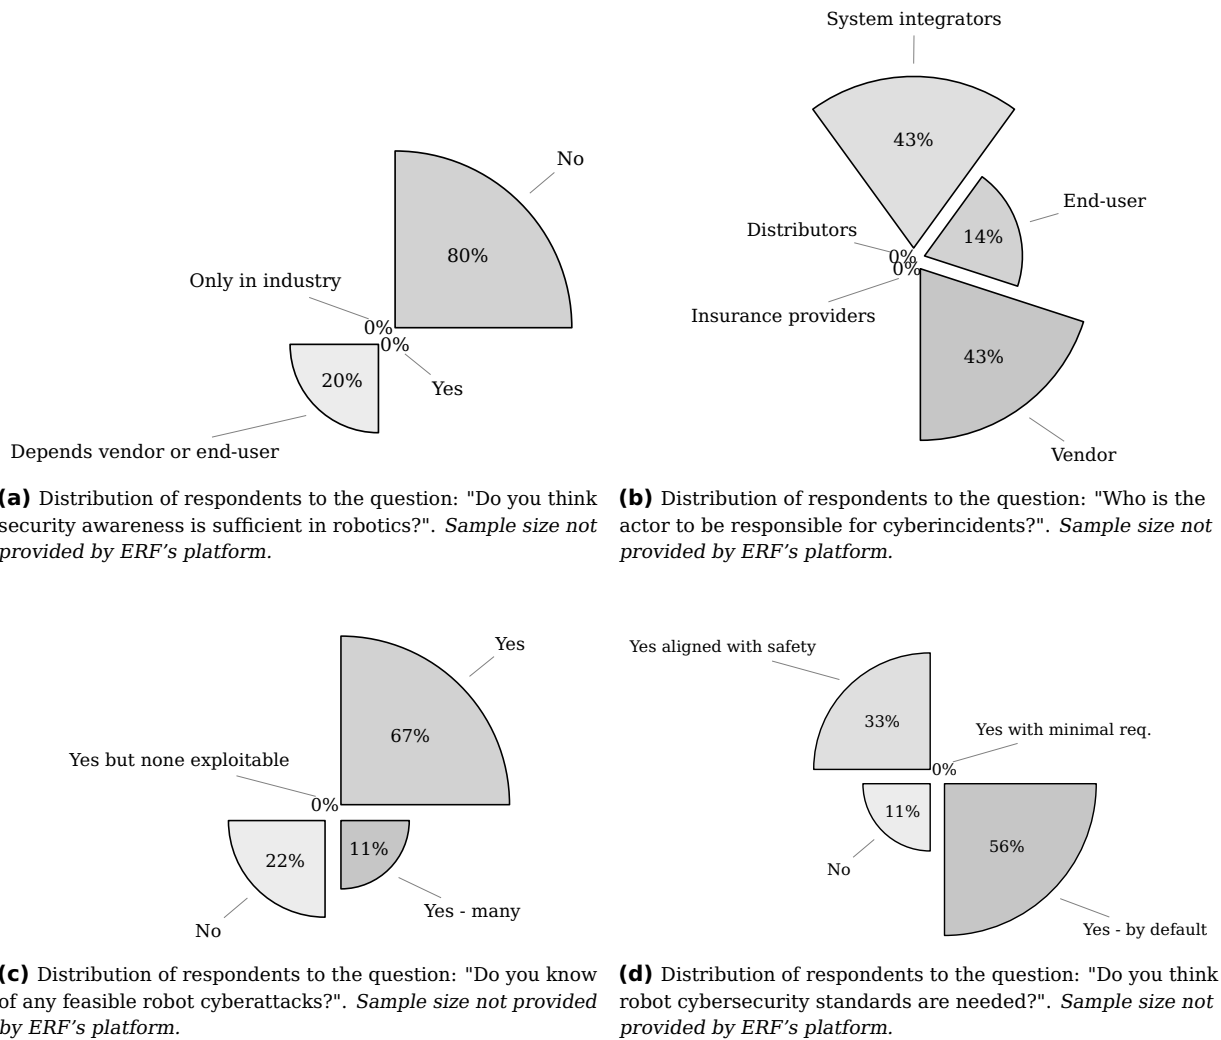 No
80%
Only in industry
0%
0%
20%
Yes
Depends vendor or end-user
(a) Distribution of respondents to the question: "Do you think
security awareness is sufficient in robotics?". Sample size not
provided by ERF’s platform.
System integrators
43%
End-user
14%
Distributors
0%
0%
Insurance providers
43%
Vendor
(b) Distribution of respondents to the question: "Who is the
actor to be responsible for cyberincidents?". Sample size not
provided by ERF’s platform.
Yes
67%
Yes but none exploitable
0%
22%
11%
Yes - many
No
(c) Distribution of respondents to the question: "Do you know
of any feasible robot cyberattacks?". Sample size not provided
by ERF’s platform.
Yes aligned with safety
33%
Yes with minimal req.
0%
11%
56%
No
Yes - by default
(d) Distribution of respondents to the question: "Do you think
robot cybersecurity standards are needed?". Sample size not
provided by ERF’s platform.